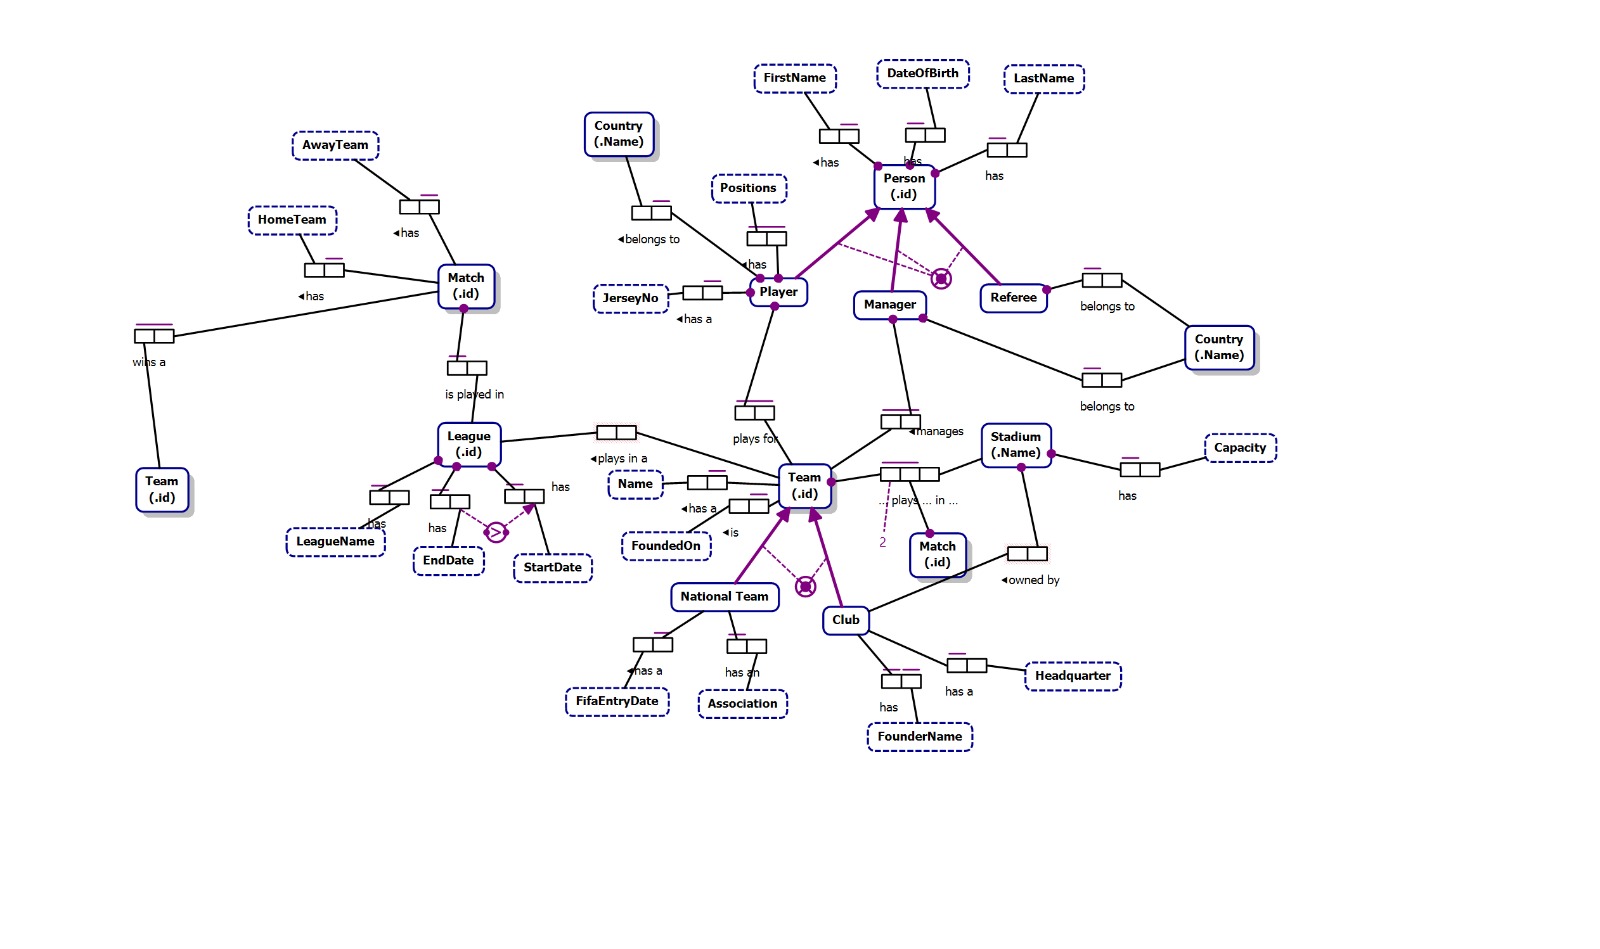 FirstName
DateOfBirth
LastName
Country
(.Name)
AwayTeam
◄has
has
has
Person
(.id)
Positions
HomeTeam
◄has
◄belongs to
◄has
Match
(.id)
◄has
JerseyNo
Player
◄has a
Manager
Referee
belongs to
Country
(.Name)
wins a
is played in
belongs to
League
(.id)
plays for
◄manages
Stadium
(.Name)
Capacity
◄plays in a
Team
(.id)
Name
Team
(.id)
has
has
◄has a
... plays ... in ...
has
has
◄is
LeagueName
EndDate
>
StartDate
FoundedOn
2
Match
(.id)
◄owned by
National Team
Club
◄has a
has an
Headquarter
has a
FifaEntryDate
Association
has
FounderName